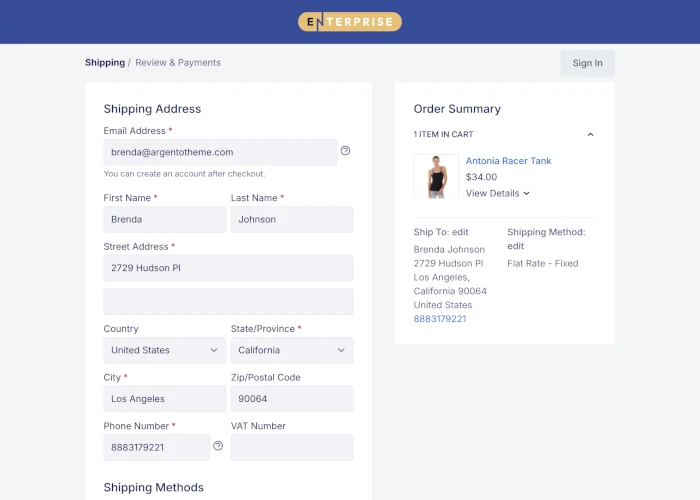 ENTERPRISE
Shipping / Review & Payments
Sign In
Shipping Address
Email Address *
brenda@argentotheme.com
You can create an account after checkout.
First Name *
Last Name *
Brenda
Johnson
Street Address *
2729 Hudson Pl
Country
State/Province *
United States
California
City *
Zip/Postal Code
Los Angeles
90064
Phone Number *
VAT Number
8883179221
Shipping Methods
Order Summary
1 ITEM IN CART
Antonia Racer Tank
$34.00
View Details
Ship To: edit
Brenda Johnson
2729 Hudson Pl
Los Angeles,
California 90064
United States
8883179221
Shipping Method:
edit
Flat Rate - Fixed